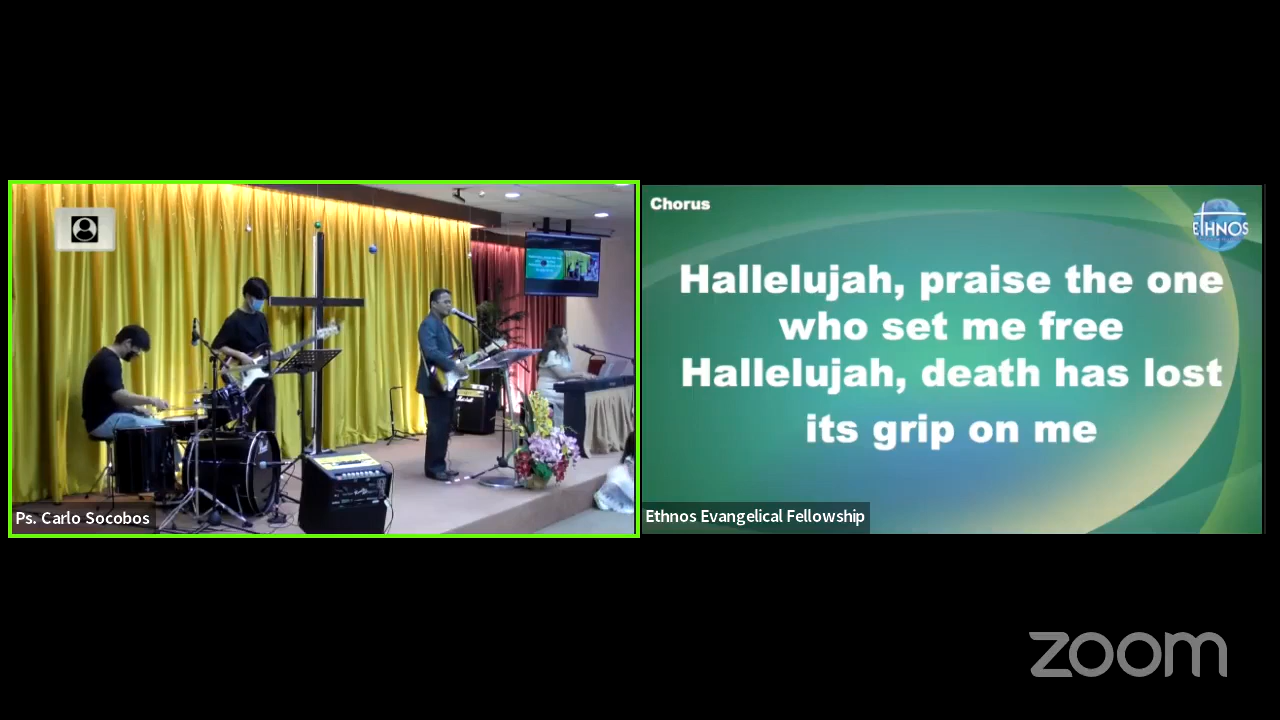 Chorus
ETHNOS
Hallelujah, praise the one
who set me free
Hallelujah, death has lost
its grip on me
Ps. Carlo Socobos
Ethnos Evangelical Fellowship
zoom